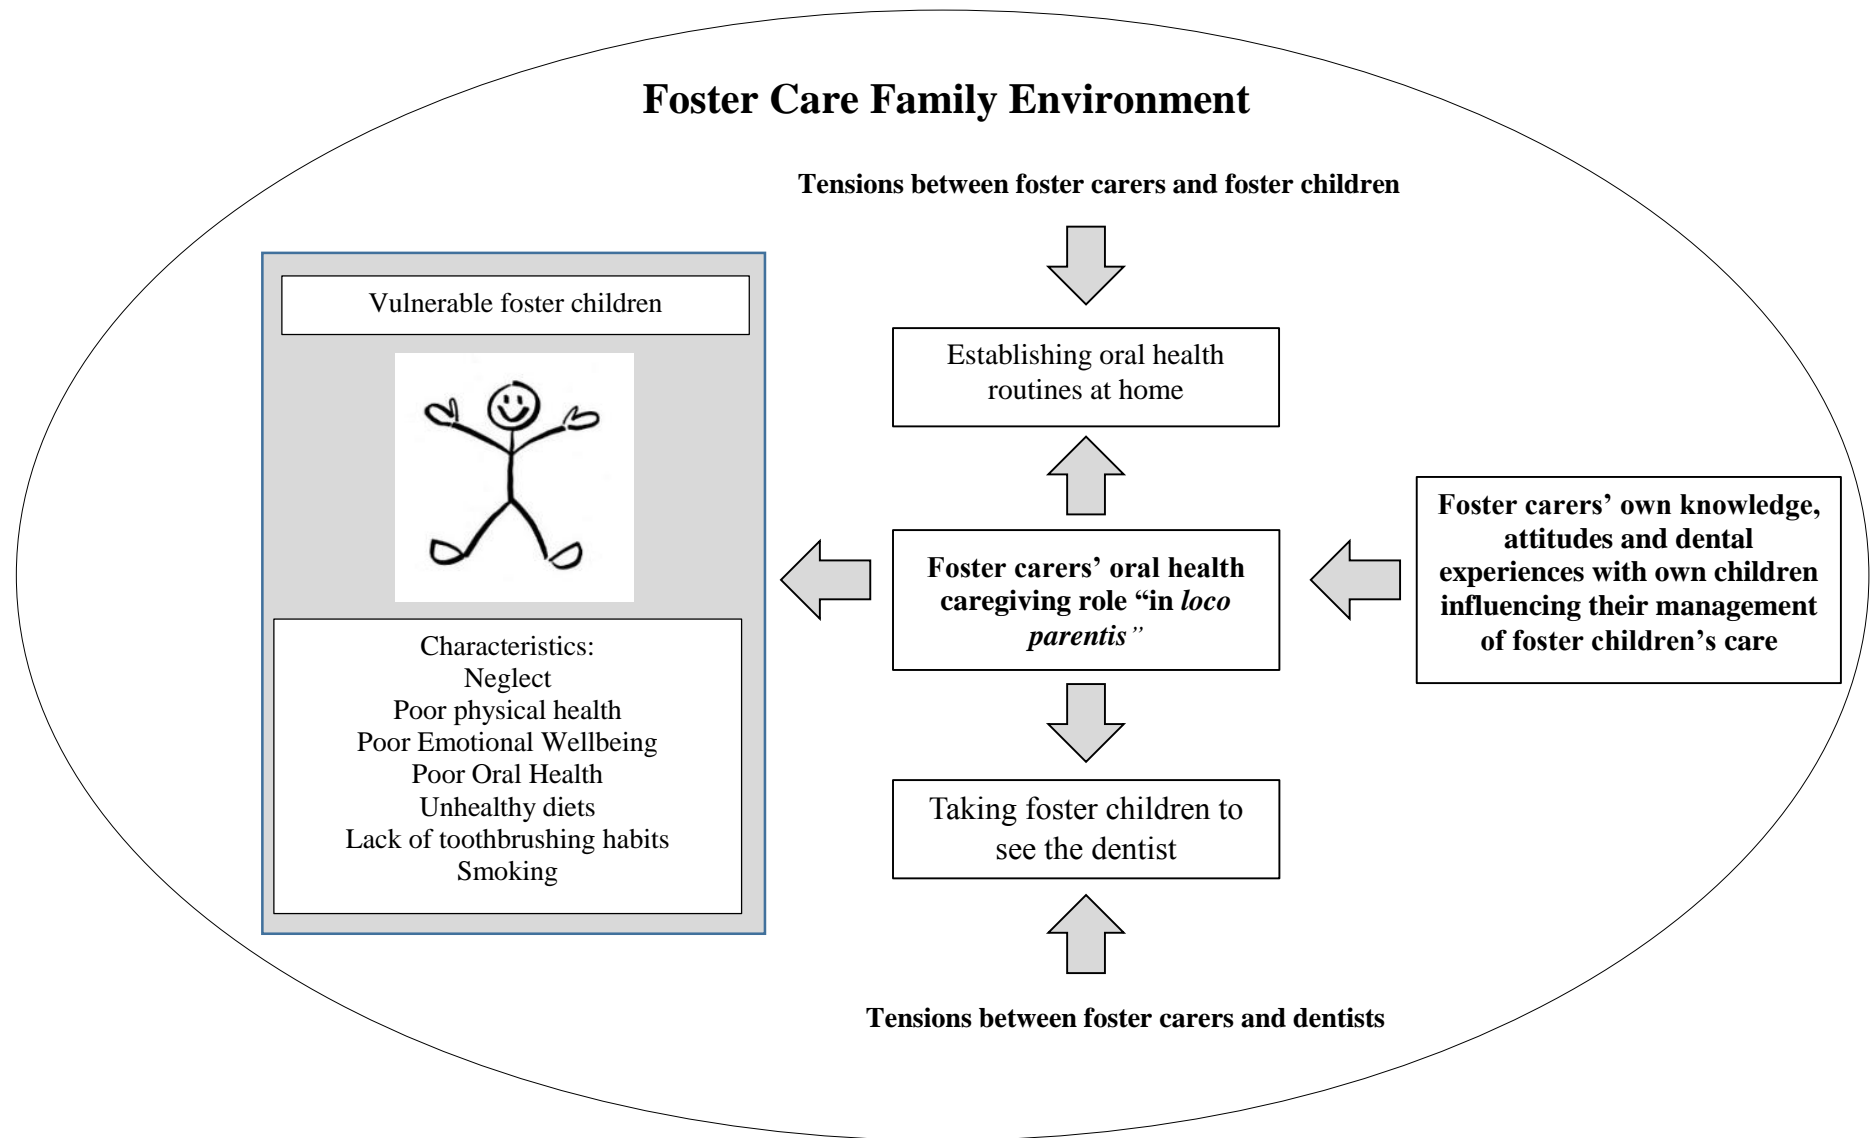 Foster Care Family Environment
Tensions between foster carers and foster children
Vulnerable foster children
Characteristics:
Neglect
Poor physical health
Poor Emotional Wellbeing
Poor Oral Health
Unhealthy diets
Lack of toothbrushing habits
Smoking
Establishing oral health
routines at home
Foster carers’ oral health
caregiving role “in loco
parentis”
Taking foster children to
see the dentist
Foster carers’ own knowledge,
attitudes and dental
experiences with own children
influencing their management
of foster children’s care
Tensions between foster carers and dentists